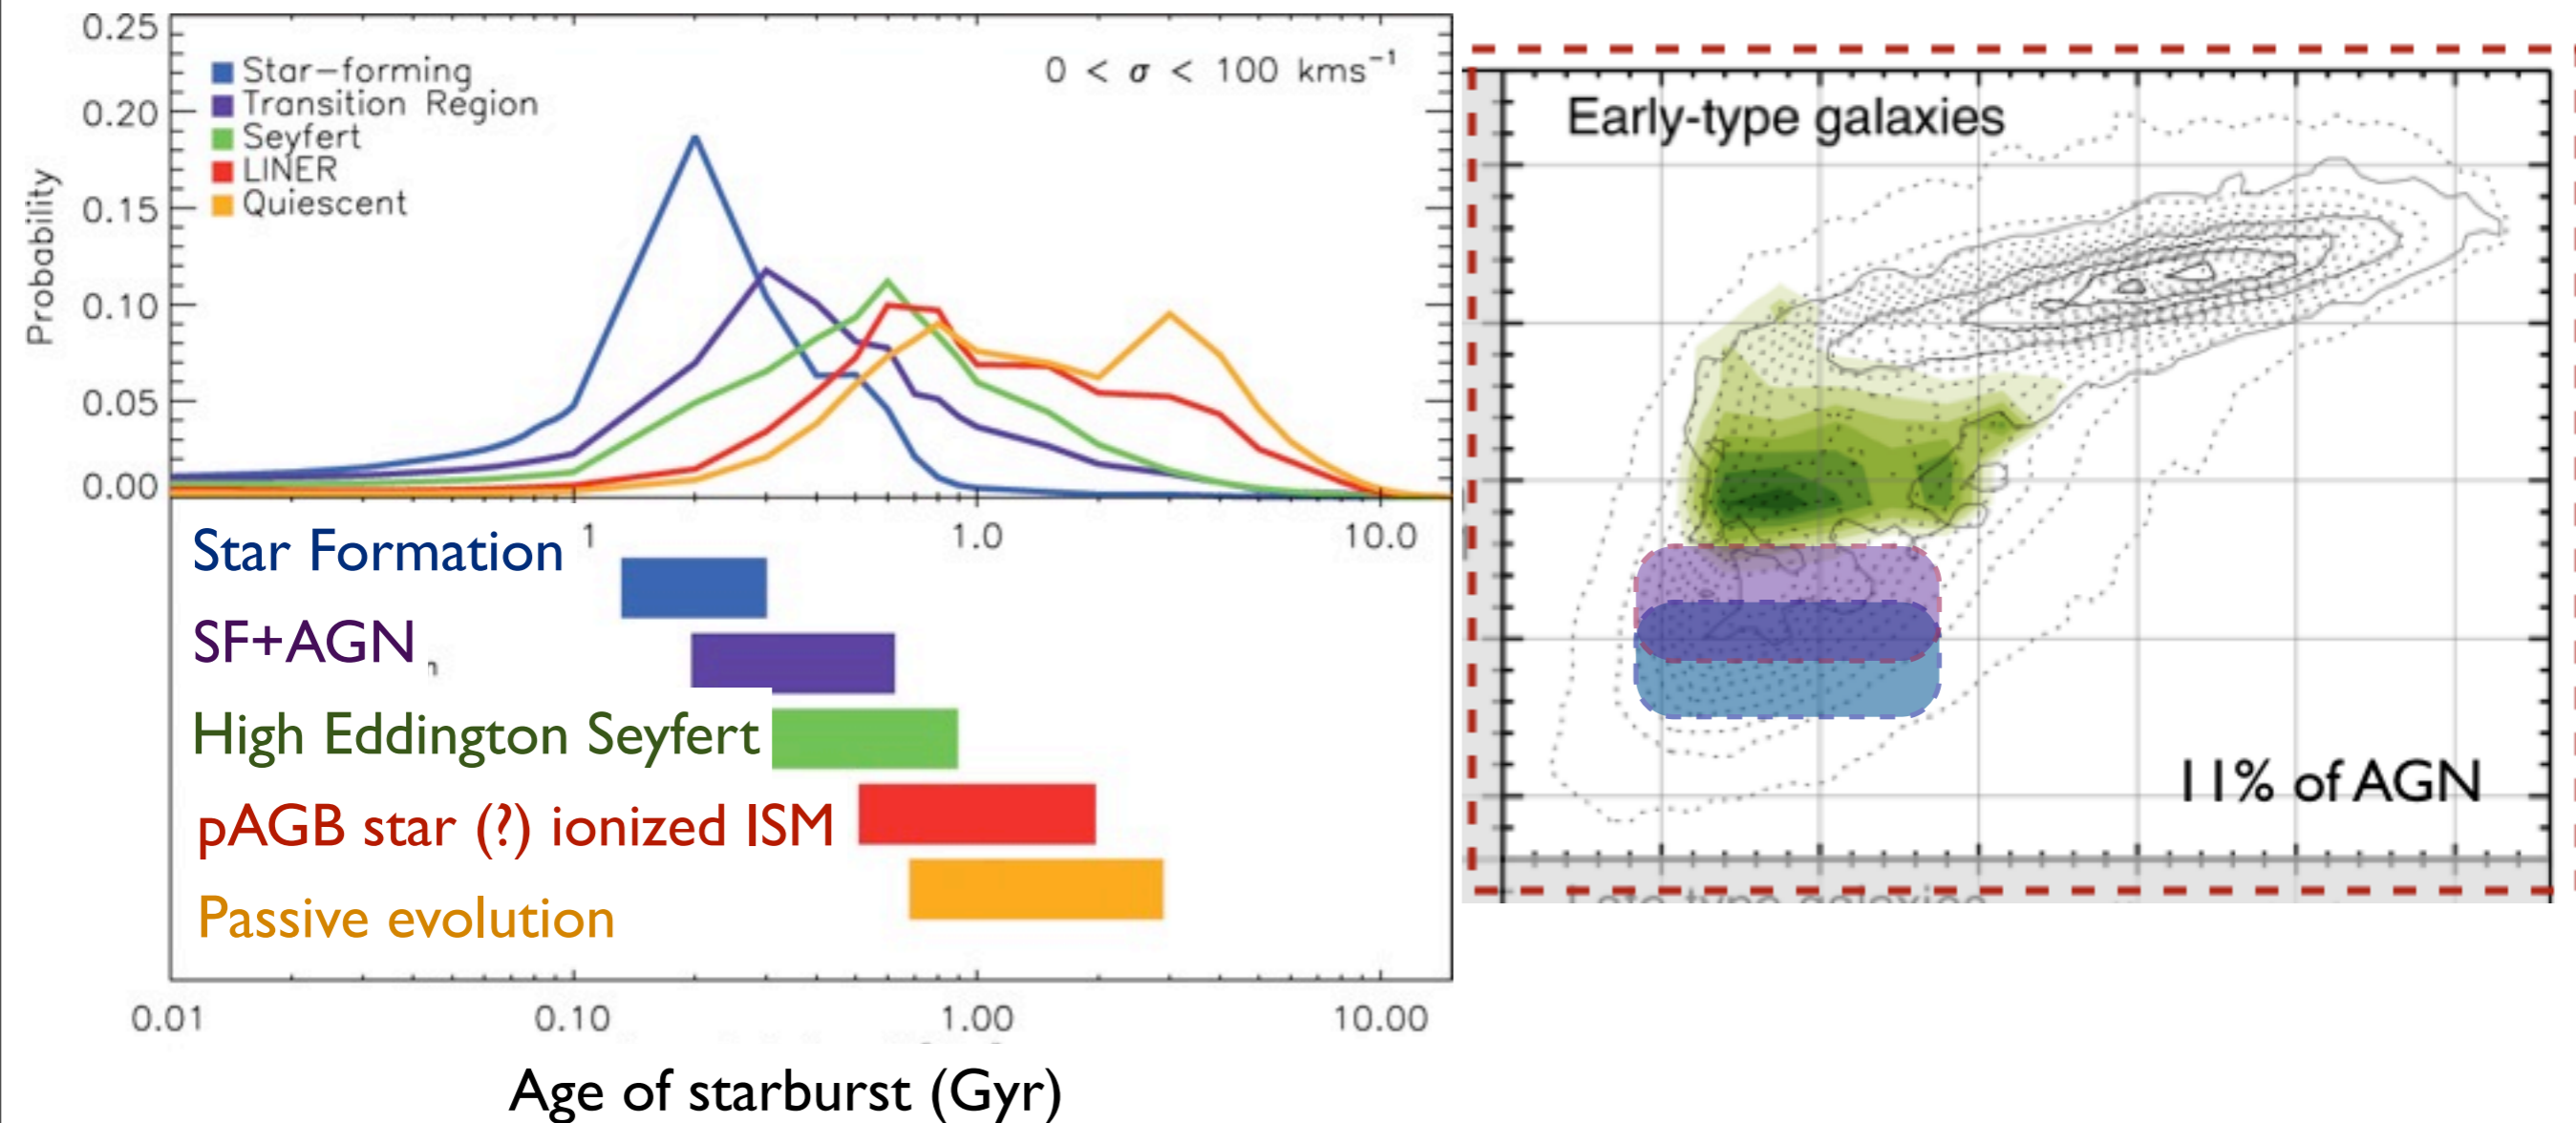 0.25
0.20
0.15
0.10
0.05
0.00
Probability
Star-forming
Transition Region
Seyfert
LINER
Quiescent
0 < σ < 100 kms⁻¹
1
1.0
10.0
Star Formation
SF+AGN
n
High Eddington Seyfert
pAGB star (?) ionized ISM
Passive evolution
0.01
0.10
1.00
10.00
Age of starburst (Gyr)
Early-type galaxies
11% of AGN